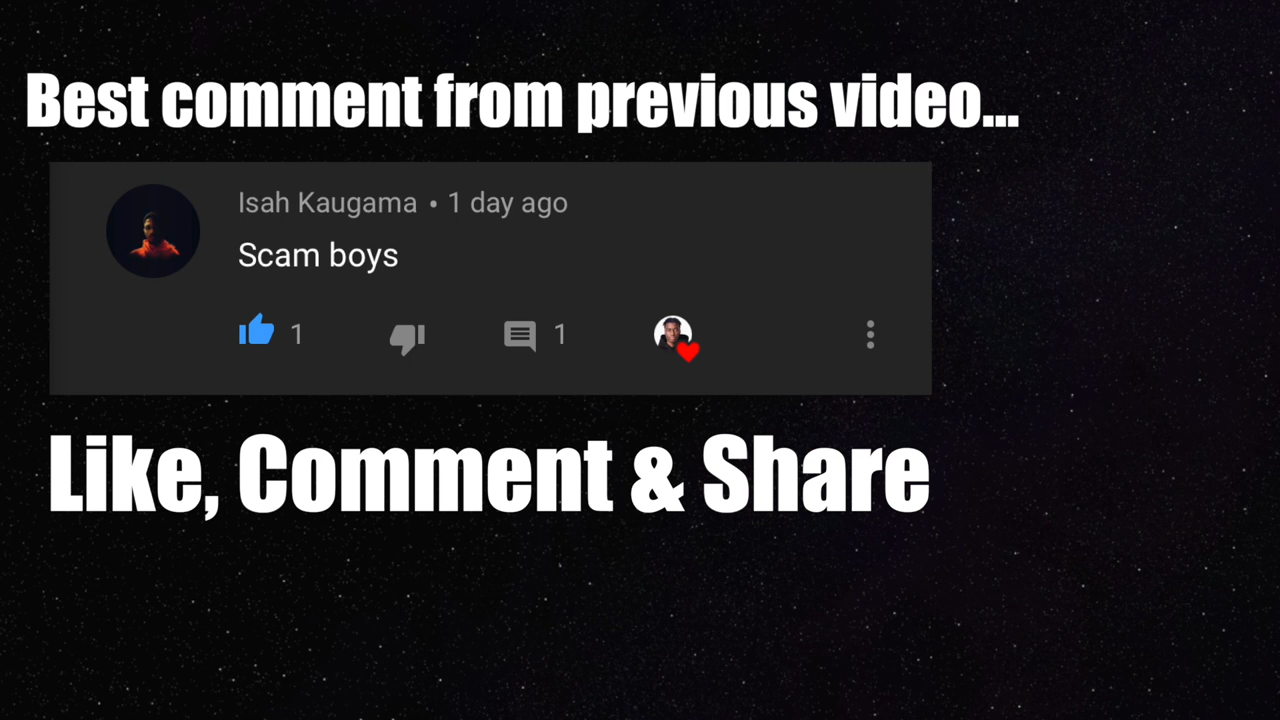 Best comment from previous video...
Isah Kaugama • 1 day ago
Scam boys
1 1
Like, Comment & Share